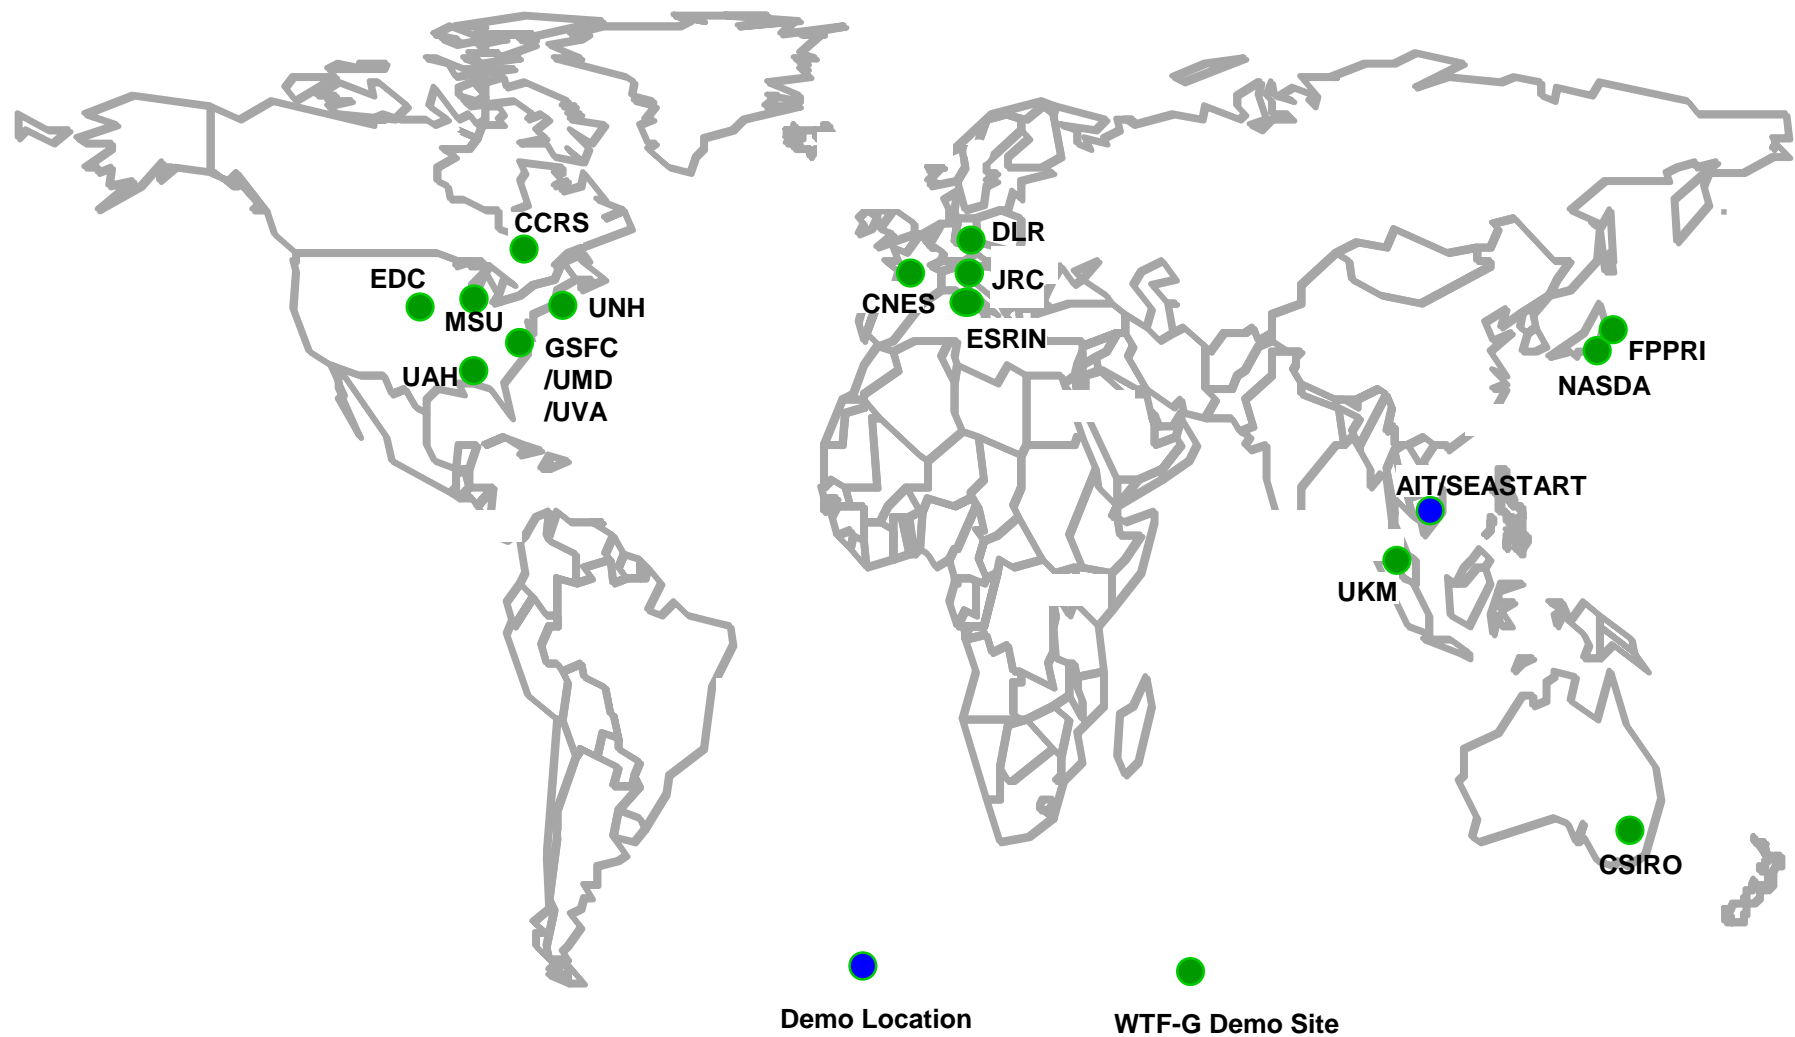 CCRS
DLR
EDC
JRC
CNES
UNH
MSU
ESRIN
GSFC
/UMD
/UVA
UAH
FPPRI
NASDA
AIT/SEASTART
UKM
CSIRO
Demo Location
WTF-G Demo Site